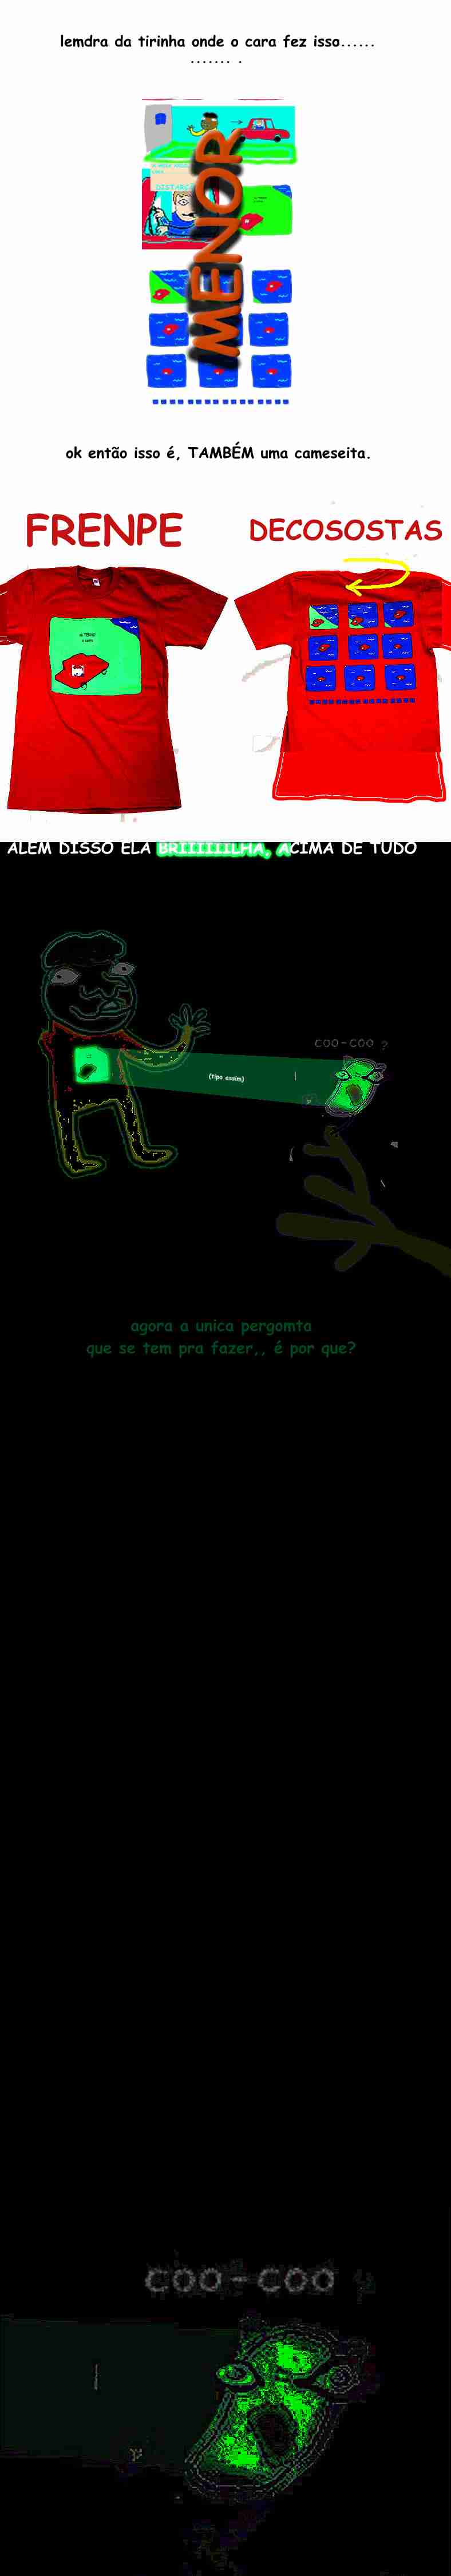 lemdra da tirinha onde o cara fez isso......
....... .
DISTARC
MENOR
ok então isso é, TAMBÉM uma cameseita.
FRENPE
DECOSOSTAS
ALEM DISSO ELA BRIIIIIILHA, ACIMA DE TUDO
COO-COO ?
(tipo assim)
agora a unica pergomta
que se tem pra fazer,, é por que?
COO-COO ?